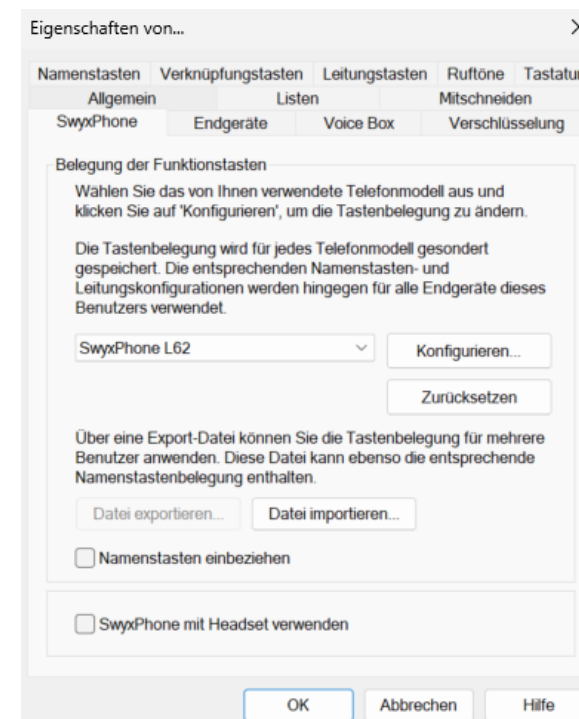 Eigenschaften von...
Namenstasten Verknüpfungstasten Leitungstasten Ruftöne Tastatur
Allgemein Listen Mitschneiden
SwyxPhone Endgeräte Voice Box Verschlüsselung
Belegung der Funktionstasten
Wählen Sie das von Ihnen verwendete Telefonmodell aus und
klicken Sie auf 'Konfigurieren', um die Tastenbelegung zu ändern.
Die Tastenbelegung wird für jedes Telefonmodell gesondert
gespeichert. Die entsprechenden Namenstasten- und
Leitungskonfigurationen werden hingegen für alle Endgeräte dieses
Benutzers verwendet.
SwyxPhone L62 Konfigurieren...
Zurücksetzen
Über eine Export-Datei können Sie die Tastenbelegung für mehrere
Benutzer anwenden. Diese Datei kann ebenso die entsprechende
Namenstastenbelegung enthalten.
Datei exportieren... Datei importieren...
Namenstasten einbeziehen
SwyxPhone mit Headset verwenden
OK Abbrechen Hilfe